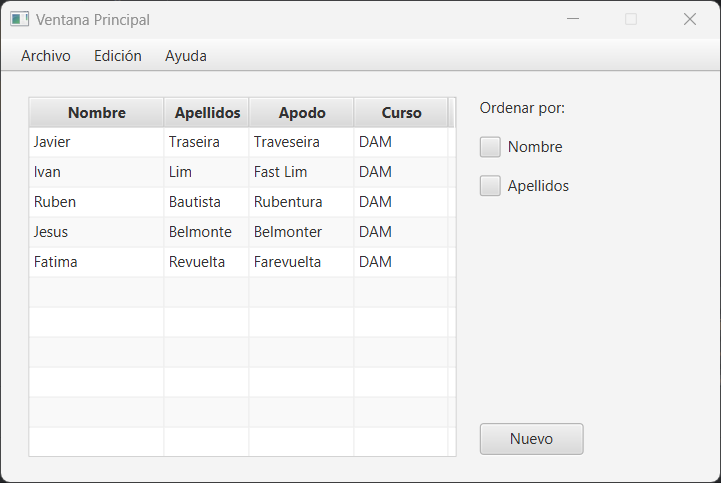 Ventana Principal
Archivo Edición Ayuda
Nombre Apellidos Apodo Curso
Javier Traseira Traveseira DAM
Ivan Lim Fast Lim DAM
Ruben Bautista Rubentura DAM
Jesus Belmonte Belmonter DAM
Fatima Revuelta Farevuelta DAM
Ordenar por:
Nombre
Apellidos
Nuevo